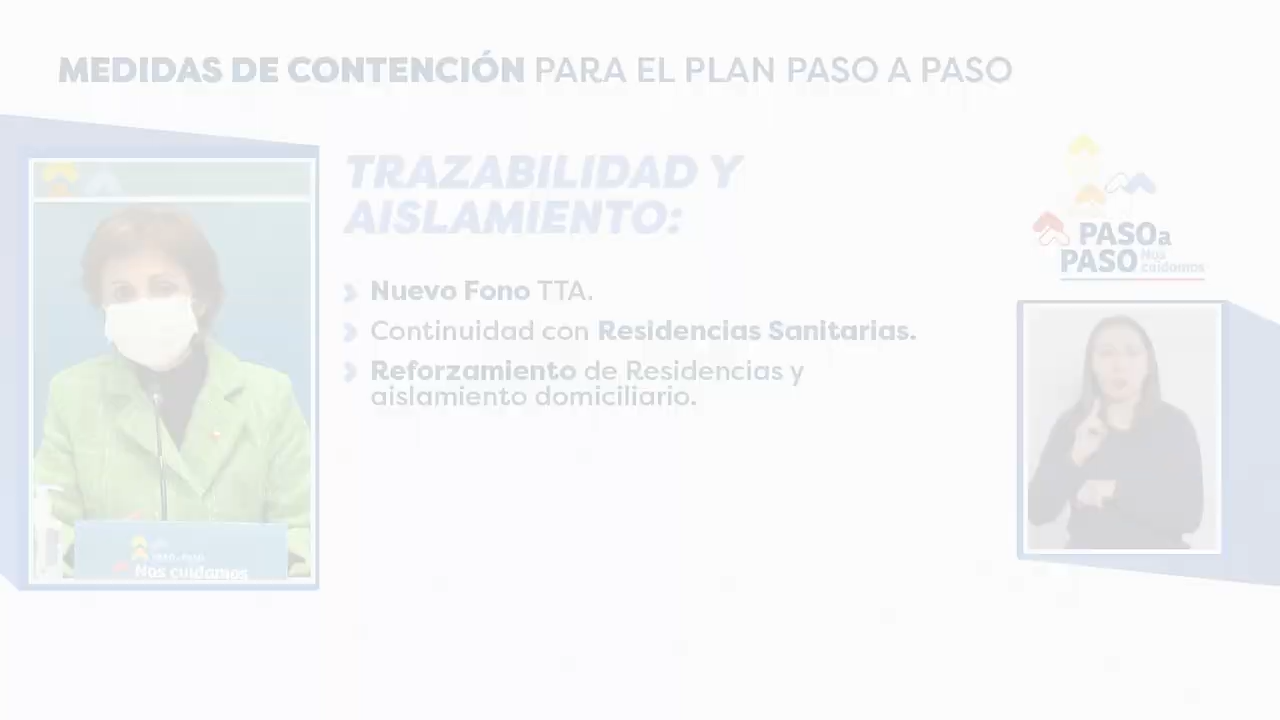 MEDIDAS DE CONTENCIÓN PARA EL PLAN PASO A PASO
TRAZABILIDAD Y
AISLAMIENTO:
Nuevo Fono TTA.
Continuidad con Residencias Sanitarias.
Reforzamiento de Residencias y
aislamiento domiciliario.
PASO a
PASO Nos
cuidamos
Nos cuidamos